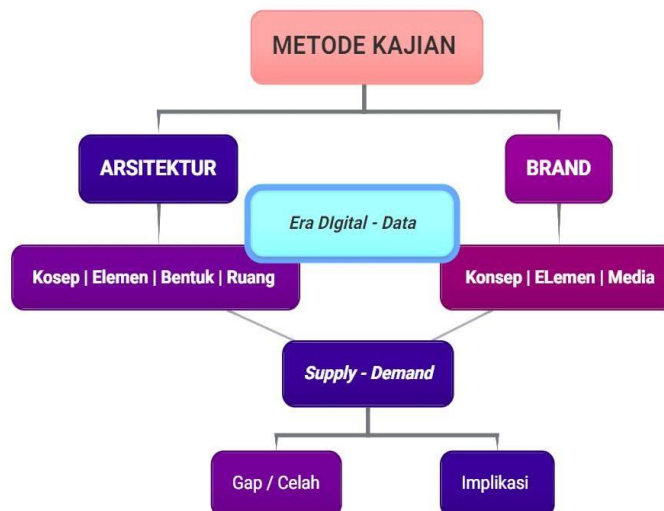 METODE KAJIAN
ARSITEKTUR
BRAND
Era DIgital - Data
Kosep | Elemen | Bentuk | Ruang
Konsep | ELemen | Media
Supply - Demand
Gap / Celah
Implikasi